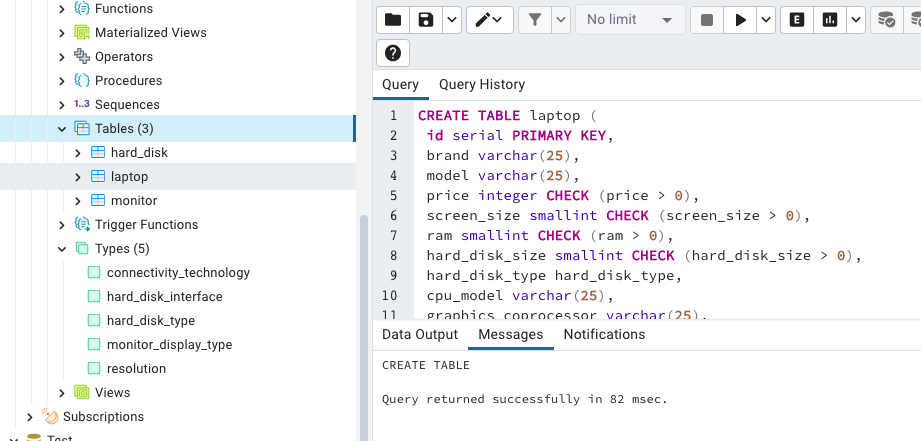 Functions
Materialized Views
Operators
Procedures
1..3 Sequences
Tables (3)
hard_disk
laptop
monitor
Trigger Functions
Types (5)
connectivity_technology
hard_disk_interface
hard_disk_type
monitor_display_type
resolution
Views
Subscriptions
Test
No limit
E
?
Query Query History
1 CREATE TABLE laptop (
2 id serial PRIMARY KEY,
3 brand varchar(25),
4 model varchar(25),
5 price integer CHECK (price > 0),
6 screen_size smallint CHECK (screen_size > 0),
7 ram smallint CHECK (ram > 0),
8 hard_disk_size smallint CHECK (hard_disk_size > 0),
9 hard_disk_type hard_disk_type,
10 cpu_model varchar(25),
11 graphics_coprocessor varchar(25),
Data Output Messages Notifications
CREATE TABLE
Query returned successfully in 82 msec.